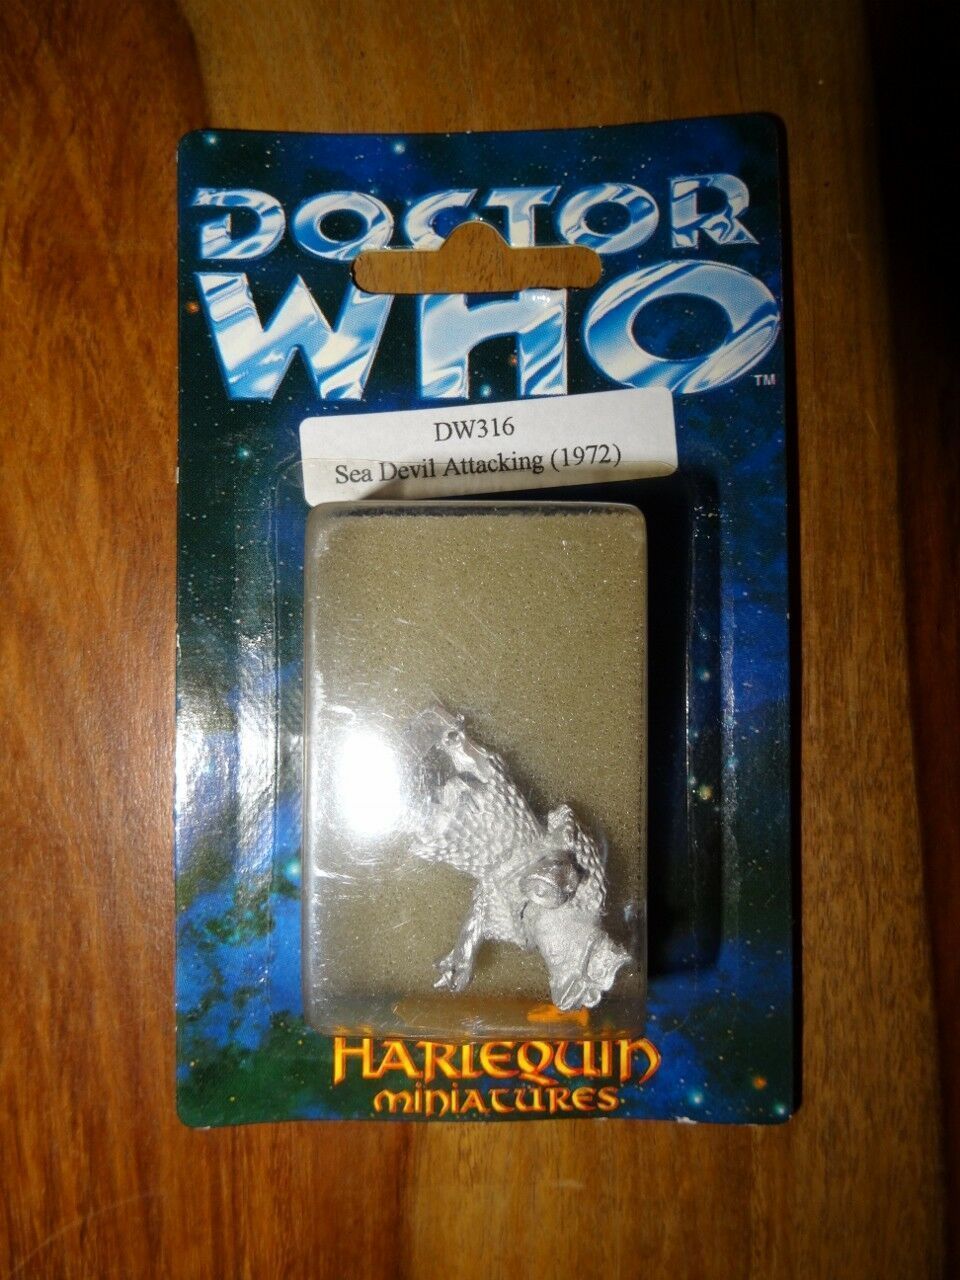 DOCTOR
WHO
TM
DW316
Sea Devil Attacking (1972)
HARLEQUIN
MINIATURES